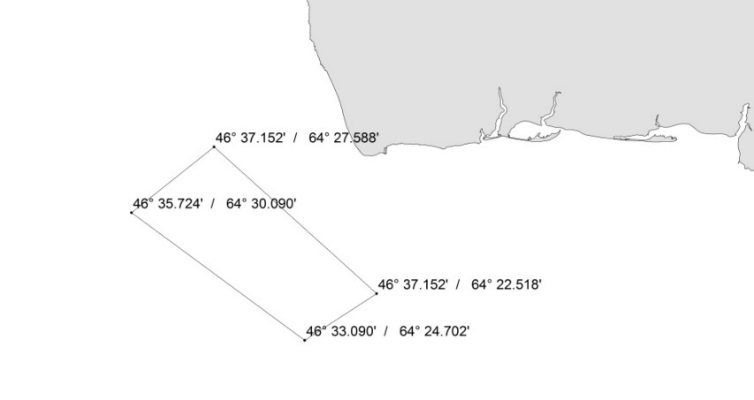 46° 37.152' / 64° 27.588'
46° 35.724' / 64° 30.090'
46° 37.152' / 64° 22.518'
46° 33.090' / 64° 24.702'